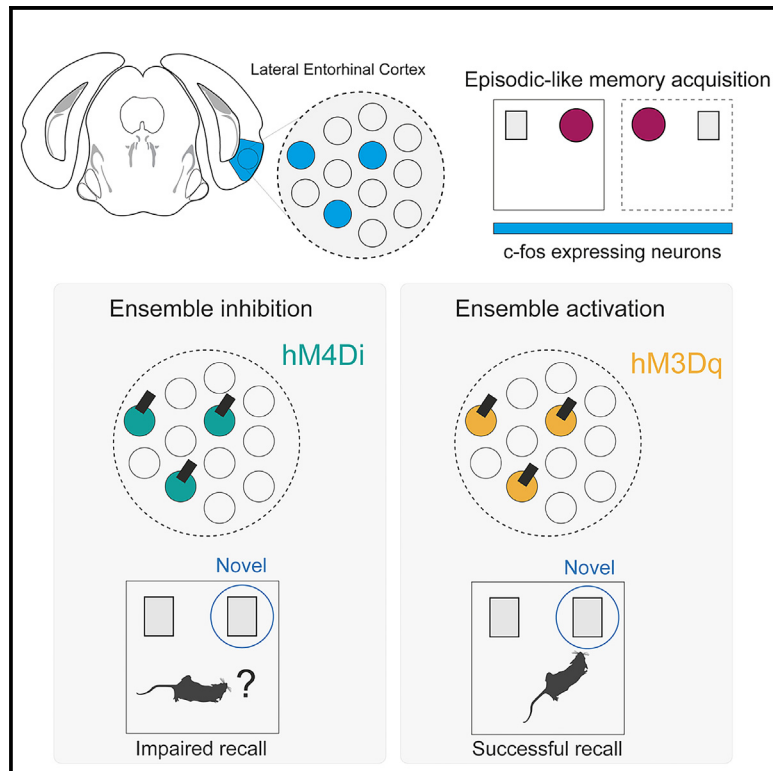 Lateral Entorhinal Cortex
Episodic-like memory acquisition
c-fos expressing neurons
Ensemble inhibition
hM4Di
Novel
?
Impaired recall
Ensemble activation
hM3Dq
Novel
Successful recall